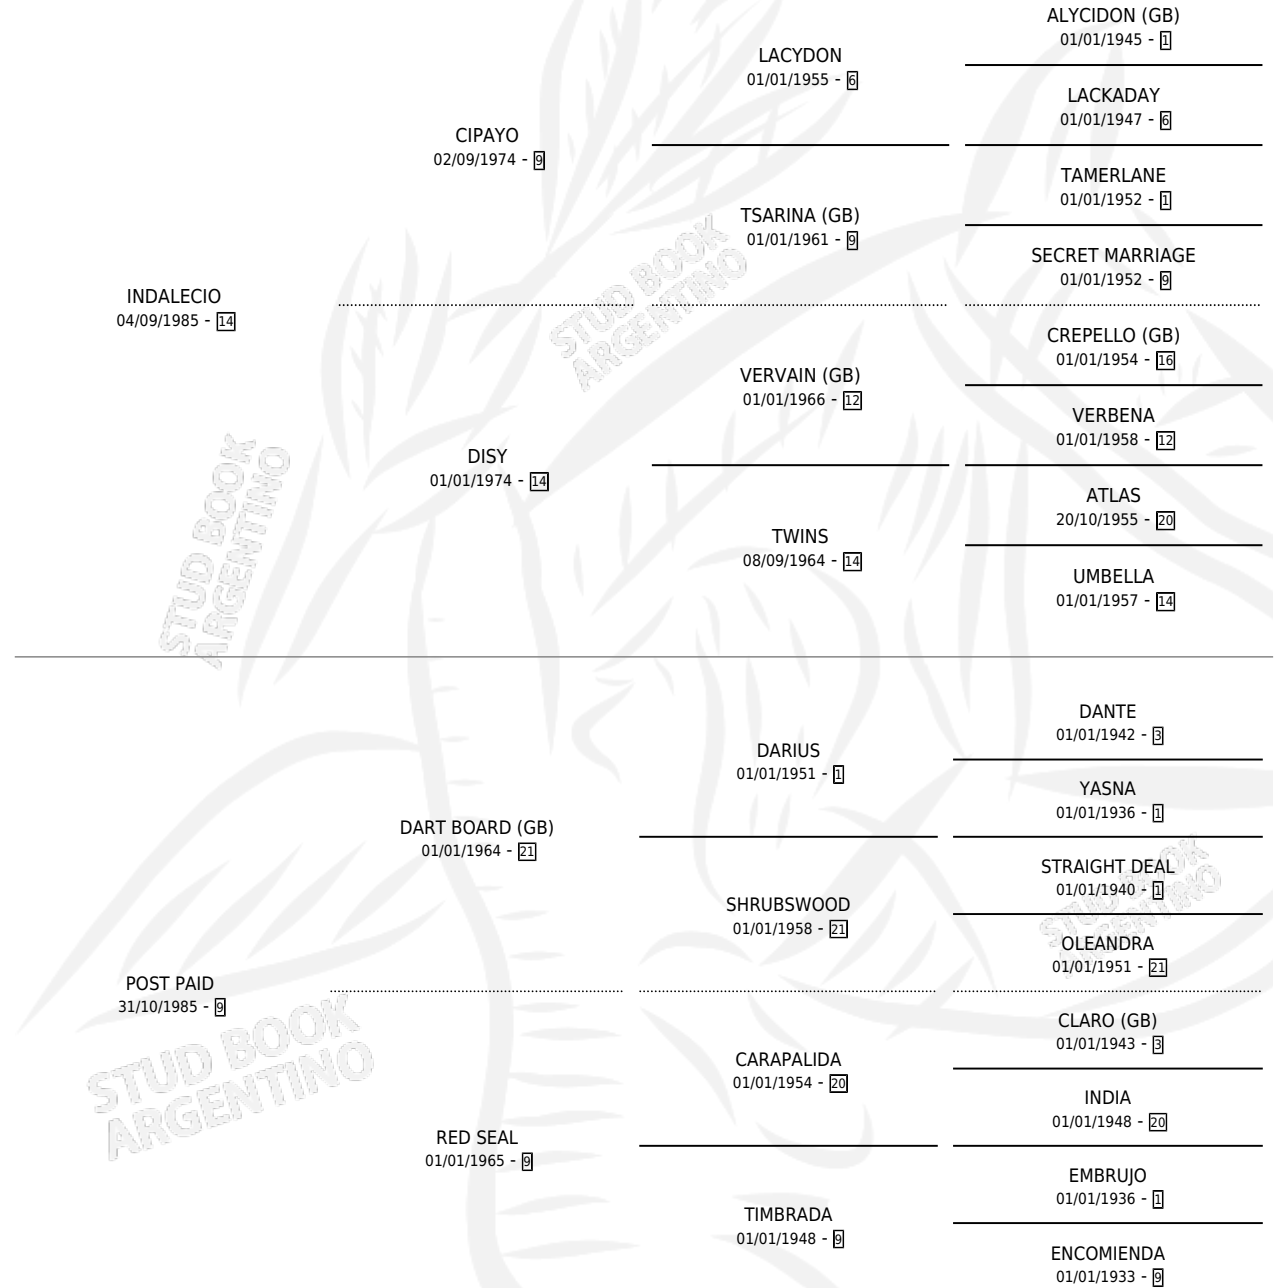 ALYCIDON (GB)
01/01/1945 - 1
LACYDON
01/01/1955 - 6
LACKADAY
01/01/1947 - 6
CIPAYO
02/09/1974 - 9
TAMERLANE
01/01/1952 - 1
TSARINA (GB)
01/01/1961 - 9
SECRET MARRIAGE
01/01/1952 - 9
INDALECIO
04/09/1985 - 14
STUD BOOK
ARGENTINO
CREPELLO (GB)
01/01/1954 - 16
VERVAIN (GB)
01/01/1966 - 12
VERBENA
01/01/1958 - 12
DISY
01/01/1974 - 14
ATLAS
20/10/1955 - 20
TWINS
08/09/1964 - 14
UMBELLA
01/01/1957 - 14
STUD BOOK
ARGENTINO
DANTE
01/01/1942 - 3
DARIUS
01/01/1951 - 1
YASNA
01/01/1936 - 1
DART BOARD (GB)
01/01/1964 - 21
STRAIGHT DEAL
01/01/1940 - 1
SHRUBSWOOD
01/01/1958 - 21
OLEANDRA
01/01/1951 - 21
STUD BOOK
ARGENTINO
POST PAID
31/10/1985 - 9
CLARO (GB)
01/01/1943 - 3
CARAPALIDA
01/01/1954 - 20
INDIA
01/01/1948 - 20
STUD BOOK
ARGENTINO
RED SEAL
01/01/1965 - 9
EMBRUJO
01/01/1936 - 1
TIMBRADA
01/01/1948 - 9
ENCOMIENDA
01/01/1933 - 9